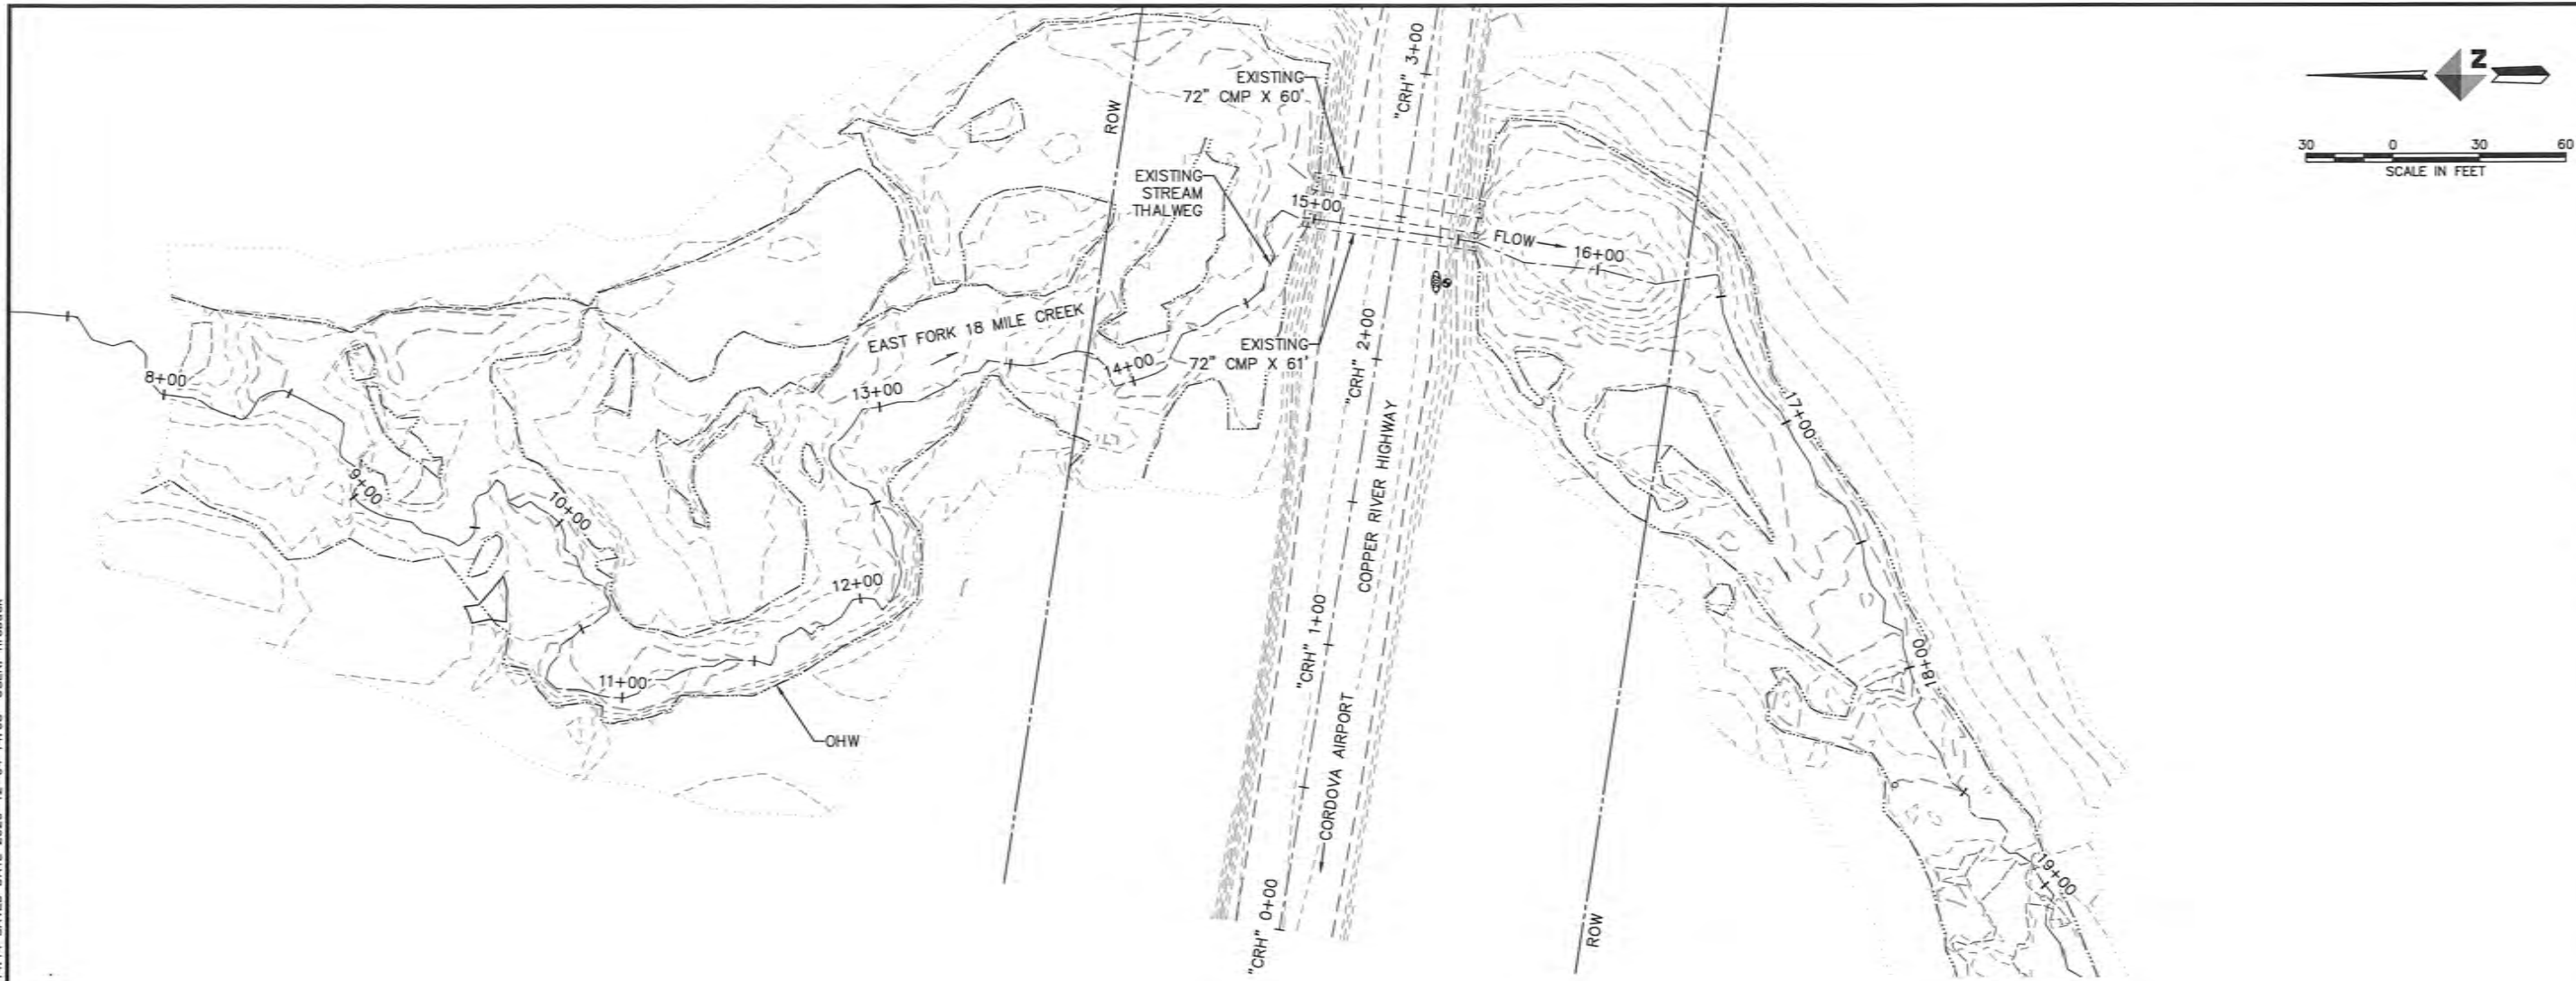 EXISTING
72" CMP X 60'
"CRH" 3+00
Z
30 0 30 60
SCALE IN FEET
ROW
EXISTING
STREAM
THALWEG
15+00
FLOW
16+00
EAST FORK 18 MILE CREEK
EXISTING
72" CMP X 61'
"CRH" 2+00
8+00
9+00
10+00
11+00
12+00
13+00
14+00
17+00
COPPER RIVER HIGHWAY
"CRH" 1+00
18+00
OHW
CORDOVA AIRPORT
19+00
"CRH" 0+00
ROW